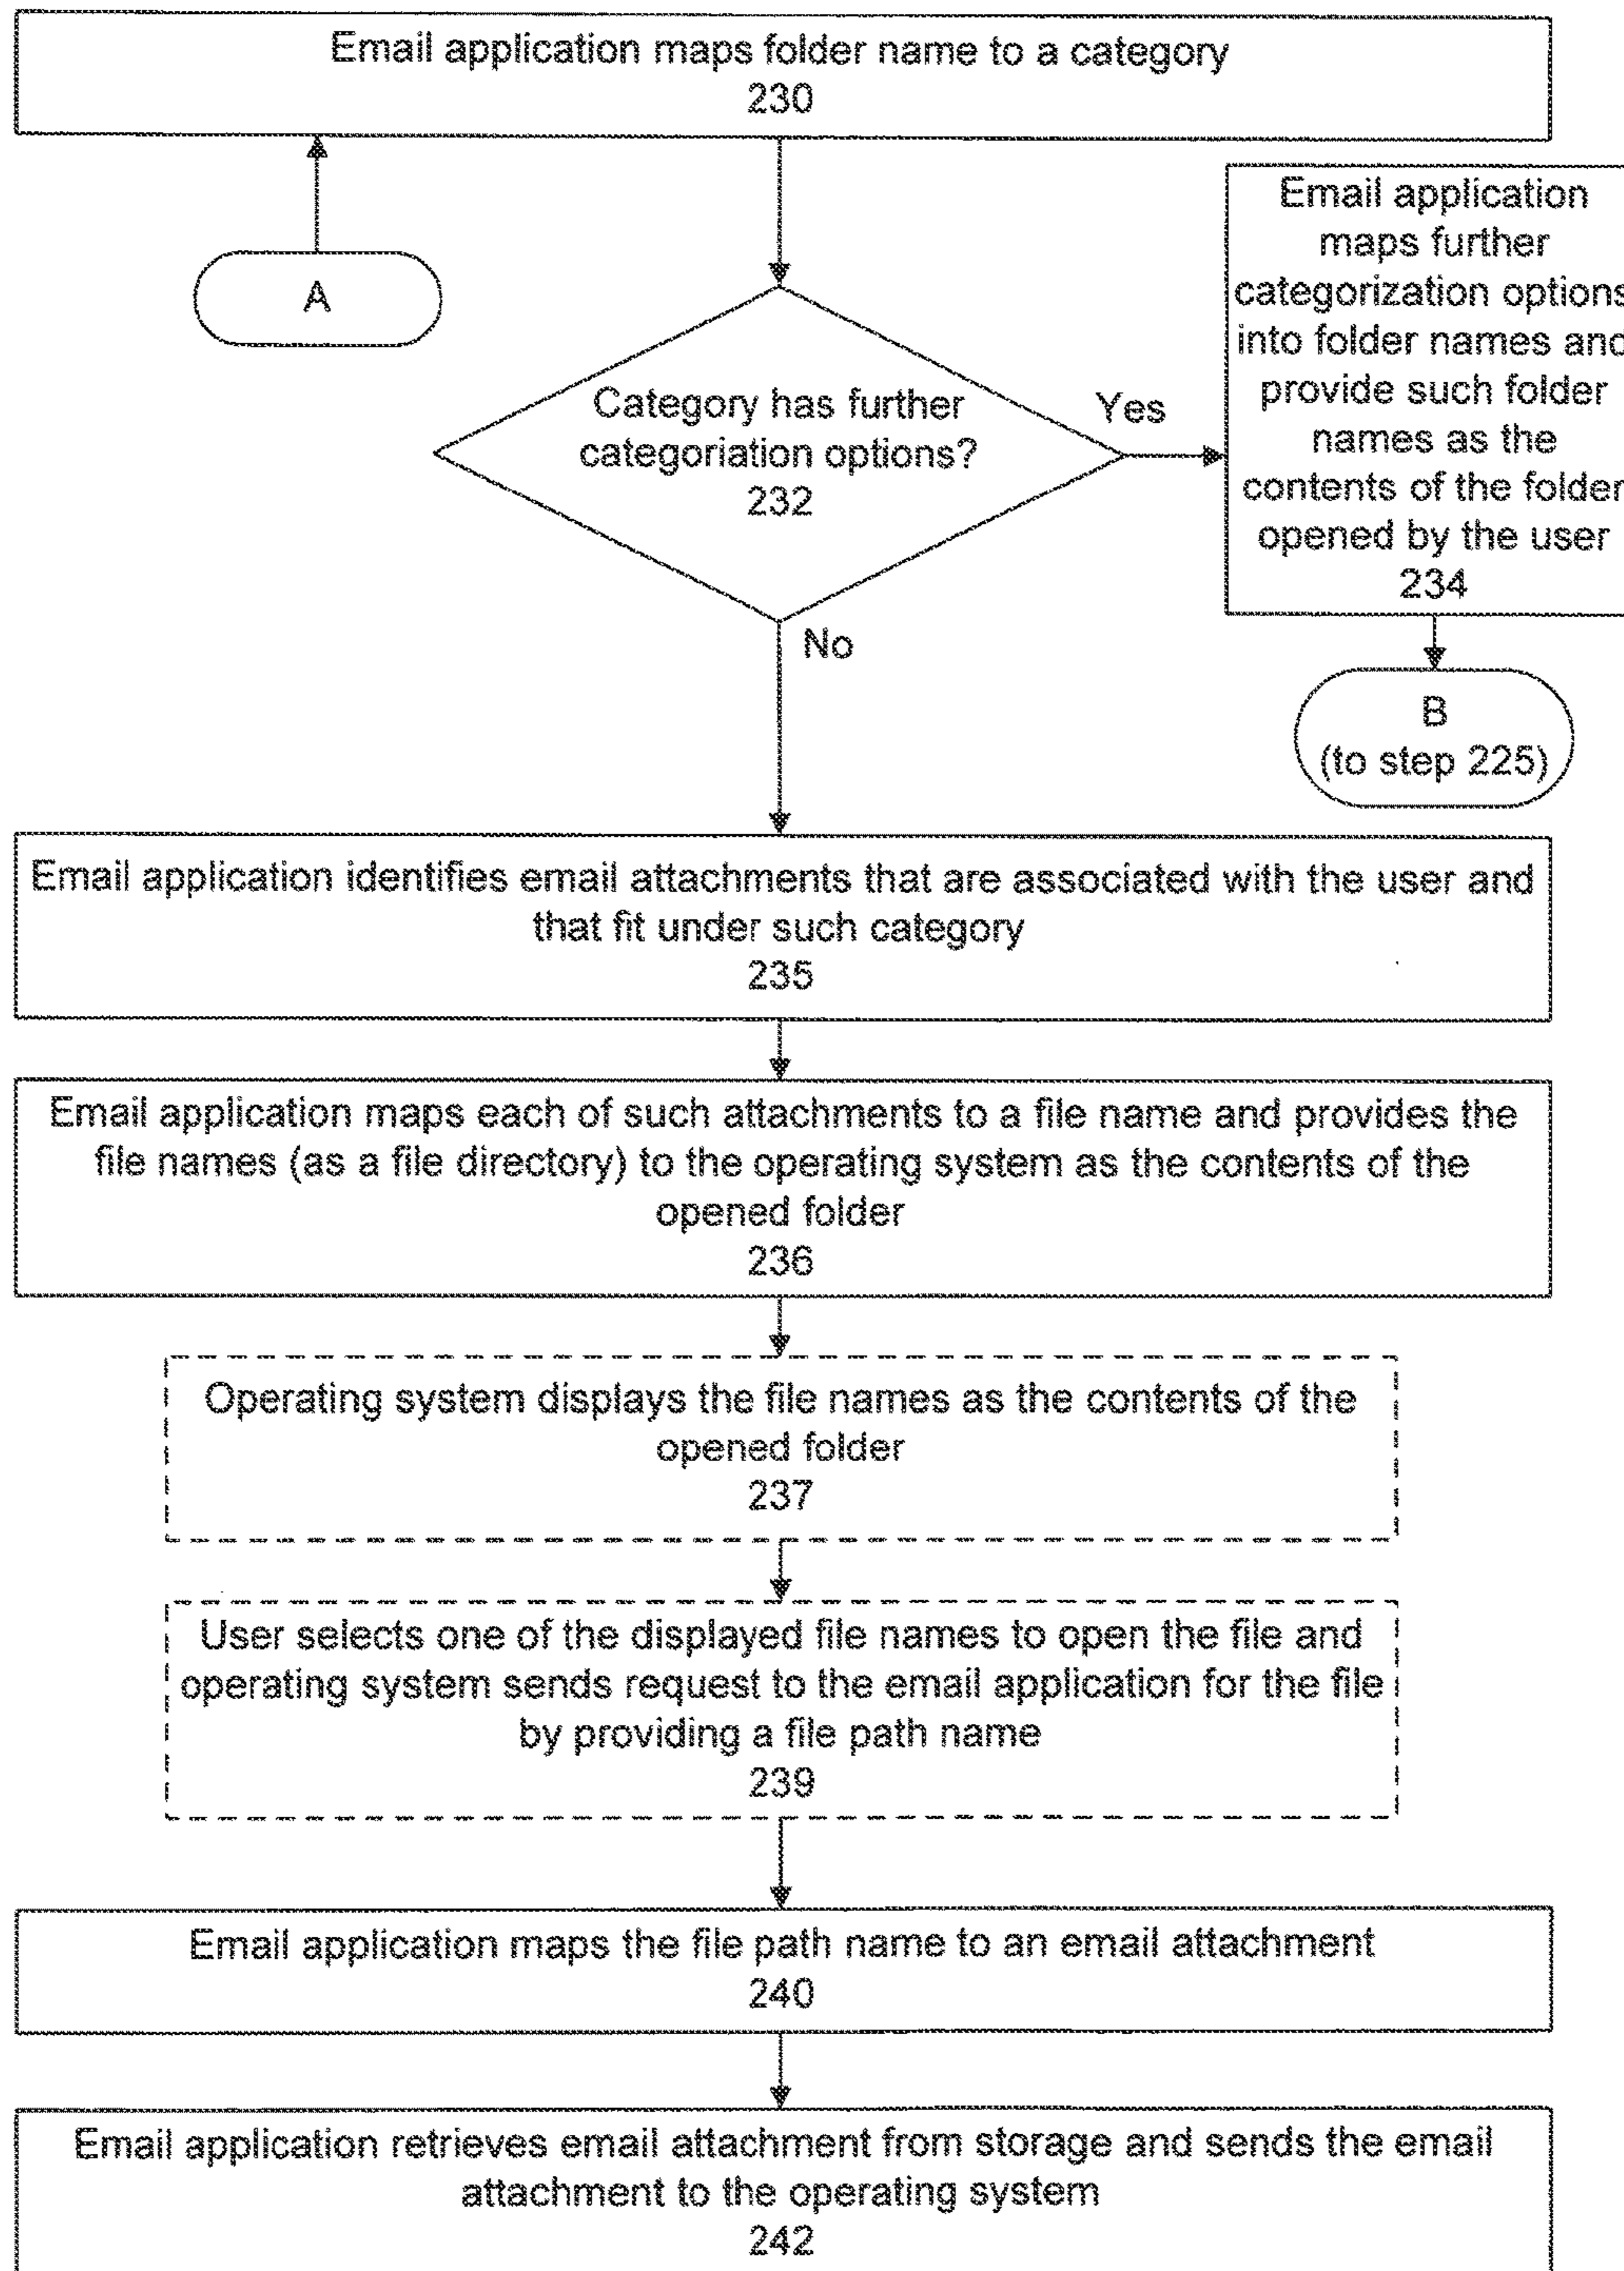 Email application maps folder name to a category
230
A
Category has further
categoriation options?
232
Yes
No
Email application
maps further
categorization options
into folder names and
provide such folder
names as the
contents of the folder
opened by the user
234
B
(to step 225)
Email application identifies email attachments that are associated with the user and
that fit under such category
235
Email application maps each of such attachments to a file name and provides the
file names (as a file directory) to the operating system as the contents of the
opened folder
236
Operating system displays the file names as the contents of the
opened folder
237
User selects one of the displayed file names to open the file and
operating system sends request to the email application for the file
by providing a file path name
239
Email application maps the file path name to an email attachment
240
Email application retrieves email attachment from storage and sends the email
attachment to the operating system
242